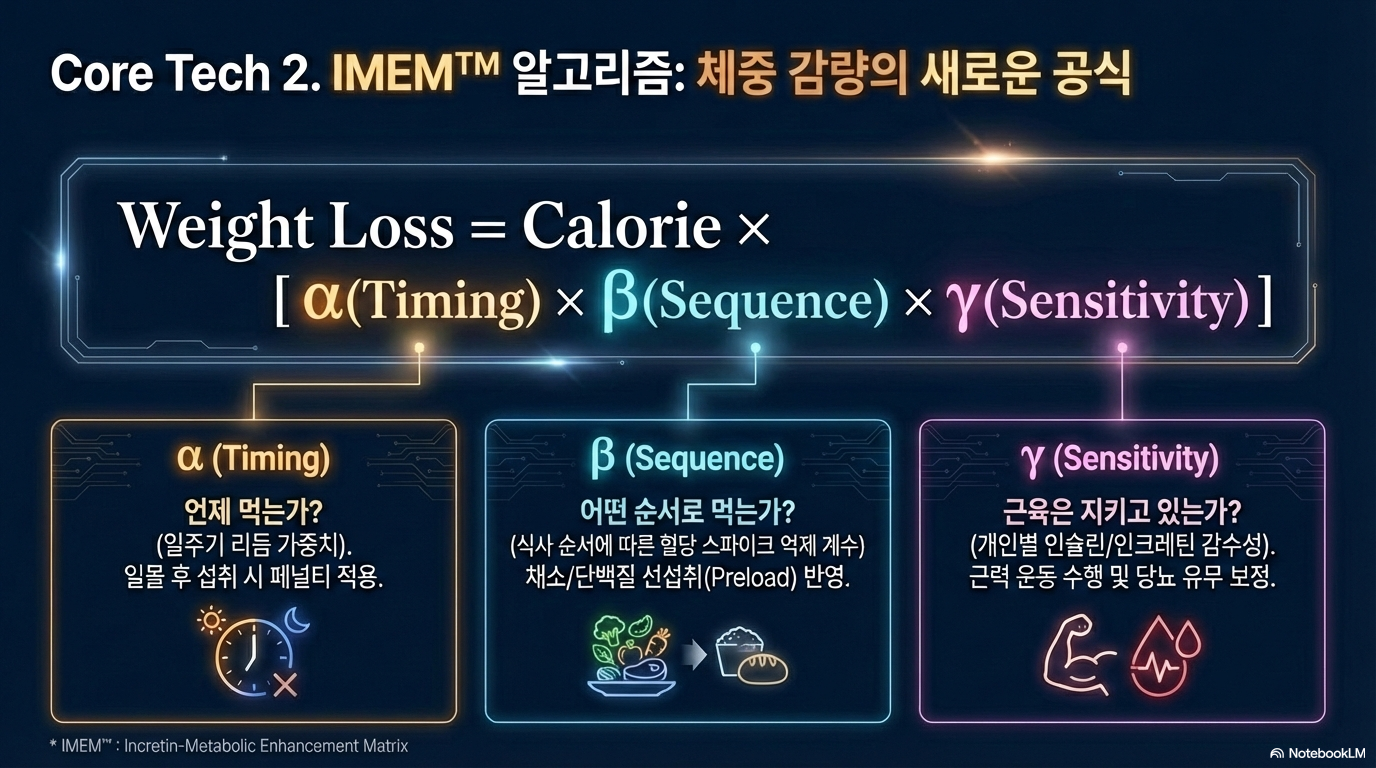 Core Tech 2. IMEM™ 알고리즘: 체중 감량의 새로운 공식
Weight Loss = Calorie ×
[ α(Timing) × β(Sequence) × γ(Sensitivity) ]
α (Timing)
언제 먹는가?
(일주기 리듬 가중치).
일몰 후 섭취 시 페널티 적용.
β (Sequence)
어떤 순서로 먹는가?
(식사 순서에 따른 혈당 스파이크 억제 계수)
채소/단백질 선섭취(Preload) 반영.
γ (Sensitivity)
근육은 지키고 있는가?
(개인별 인슐린/인크레틴 감수성).
근력 운동 수행 및 당뇨 유무 보정.
* IMEM™ : Incretin-Metabolic Enhancement Matrix
NotebookLM